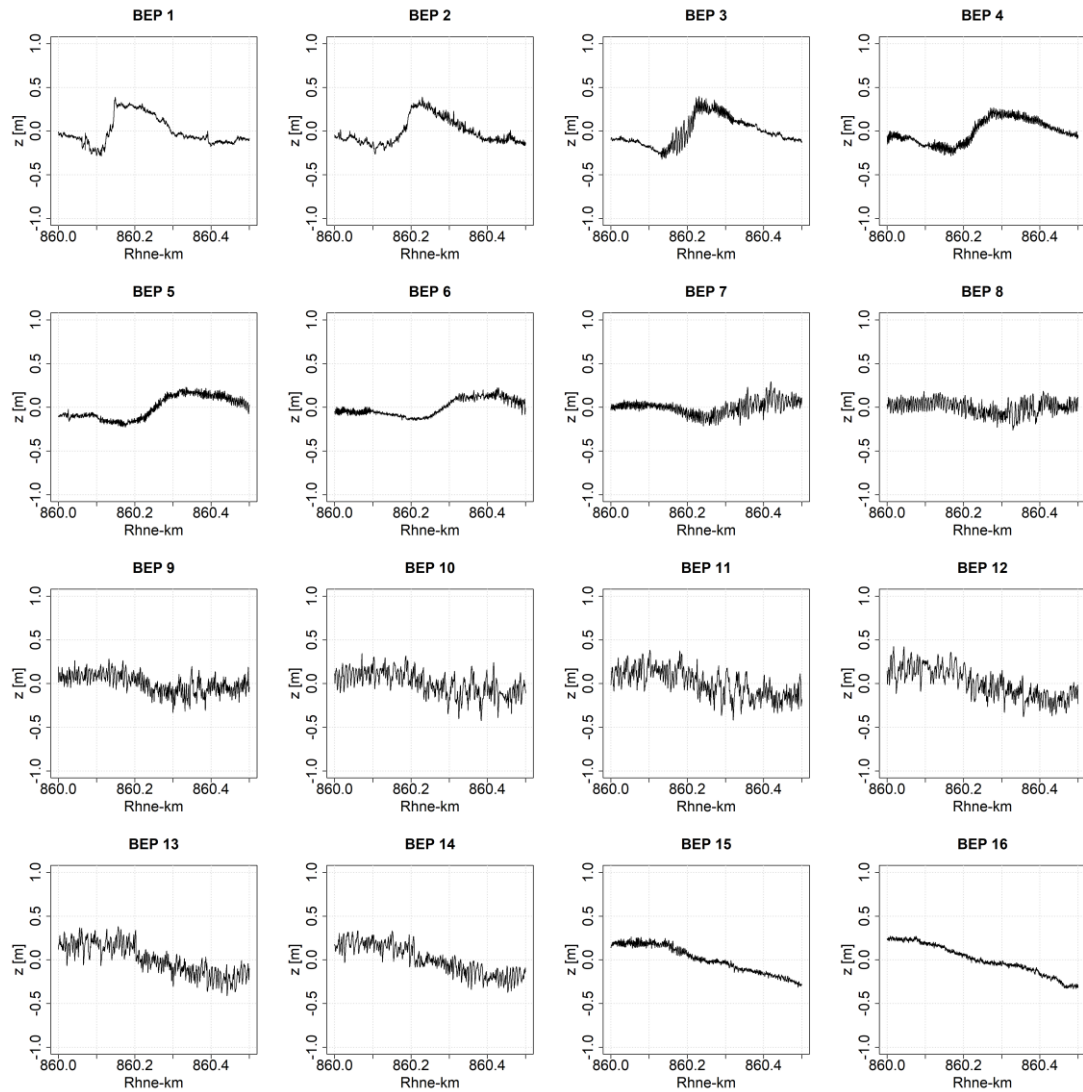 BEP 1 BEP 2 BEP 3 BEP 4
1.0 1.0 1.0 1.0
0.5 0.5 0.5 0.5
z [m] z [m] z [m] z [m]
0.0 0.0 0.0 0.0
-0.5 -0.5 -0.5 -0.5
-1.0 -1.0 -1.0 -1.0
860.0 860.2 860.4 860.0 860.2 860.4 860.0 860.2 860.4 860.0 860.2 860.4
Rhne-km Rhne-km Rhne-km Rhne-km
BEP 5 BEP 6 BEP 7 BEP 8
1.0 1.0 1.0 1.0
0.5 0.5 0.5 0.5
z [m] z [m] z [m] z [m]
0.0 0.0 0.0 0.0
-0.5 -0.5 -0.5 -0.5
-1.0 -1.0 -1.0 -1.0
860.0 860.2 860.4 860.0 860.2 860.4 860.0 860.2 860.4 860.0 860.2 860.4
Rhne-km Rhne-km Rhne-km Rhne-km
BEP 9 BEP 10 BEP 11 BEP 12
1.0 1.0 1.0 1.0
0.5 0.5 0.5 0.5
z [m] z [m] z [m] z [m]
0.0 0.0 0.0 0.0
-0.5 -0.5 -0.5 -0.5
-1.0 -1.0 -1.0 -1.0
860.0 860.2 860.4 860.0 860.2 860.4 860.0 860.2 860.4 860.0 860.2 860.4
Rhne-km Rhne-km Rhne-km Rhne-km
BEP 13 BEP 14 BEP 15 BEP 16
1.0 1.0 1.0 1.0
0.5 0.5 0.5 0.5
z [m] z [m] z [m] z [m]
0.0 0.0 0.0 0.0
-0.5 -0.5 -0.5 -0.5
-1.0 -1.0 -1.0 -1.0
860.0 860.2 860.4 860.0 860.2 860.4 860.0 860.2 860.4 860.0 860.2 860.4
Rhne-km Rhne-km Rhne-km Rhne-km